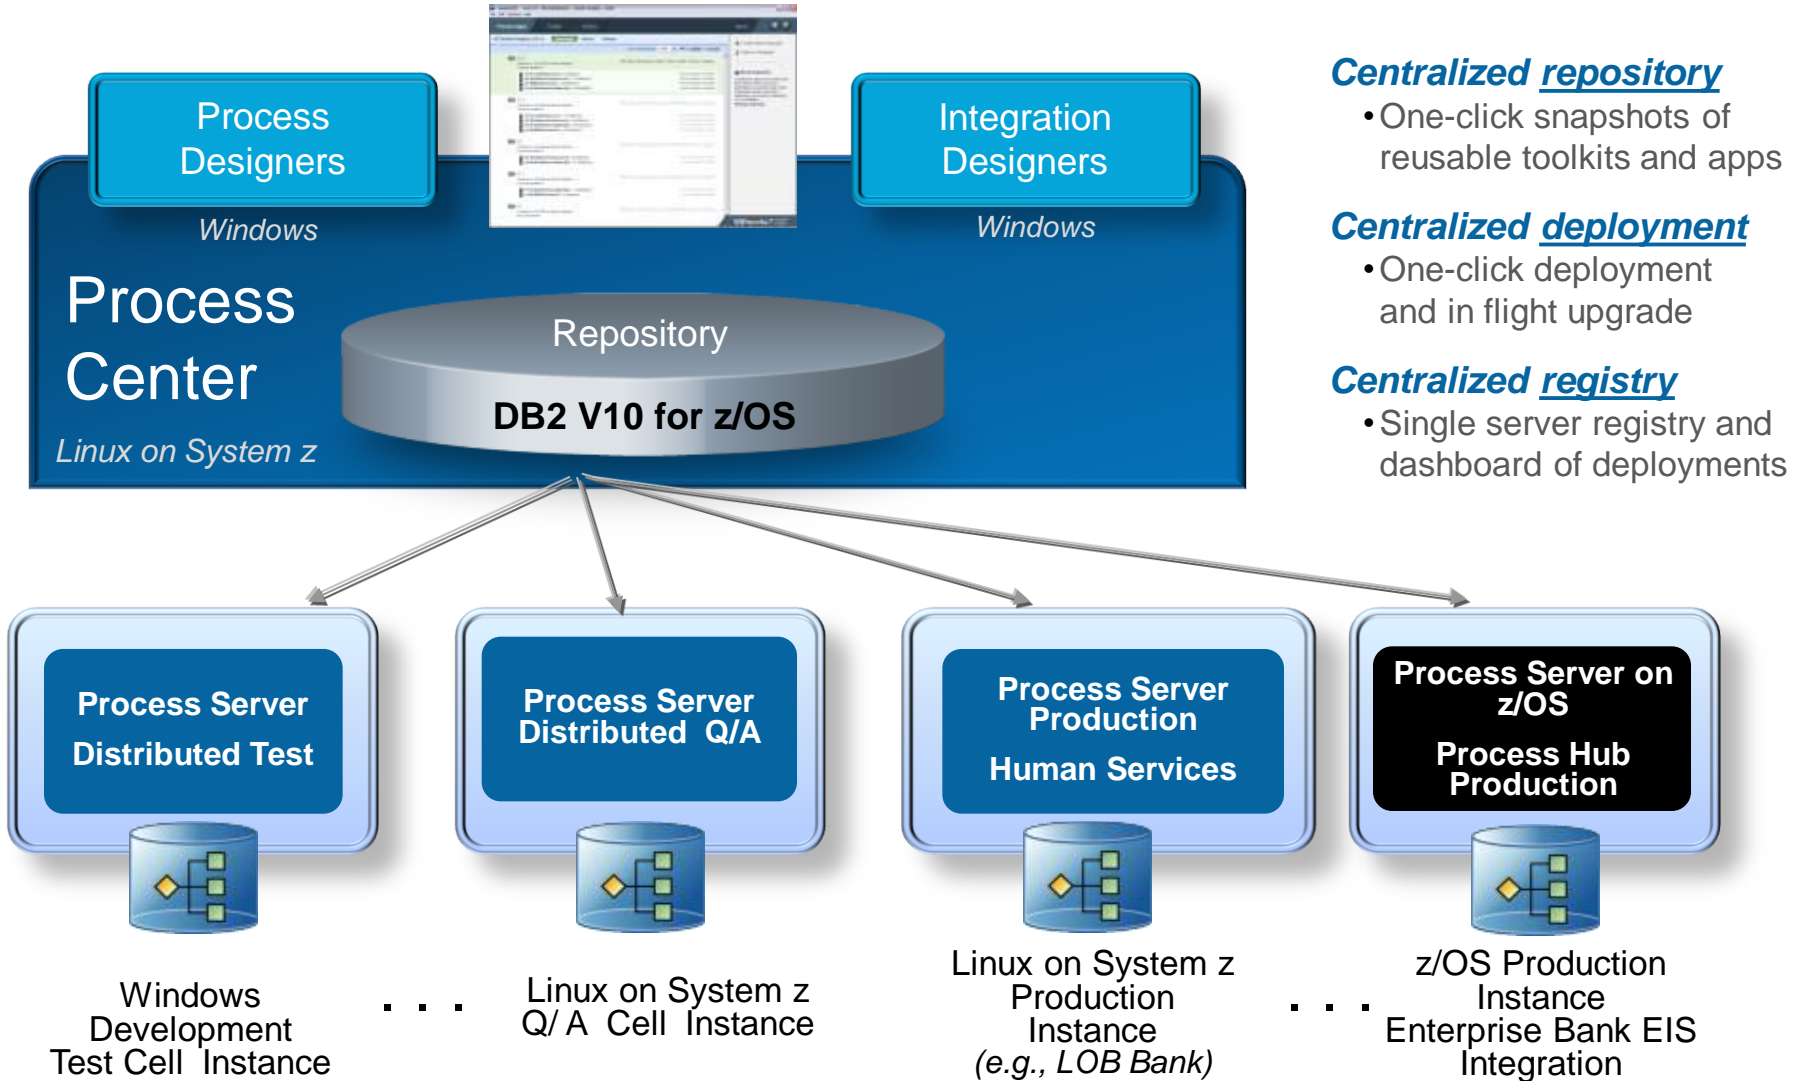 Process
Designers
Windows
Integration
Designers
Windows
Process
Center
Linux on System z
Repository
DB2 V10 for z/OS
Centralized repository
•One-click snapshots of
reusable toolkits and apps
Centralized deployment
•One-click deployment
and in flight upgrade
Centralized registry
•Single server registry and
dashboard of deployments
Process Server
Distributed Test
Process Server
Distributed Q/A
Process Server
Production
Human Services
Process Server on
z/OS
Process Hub
Production
Windows
Development
Test Cell Instance
. . .
Linux on System z
Q/ A Cell Instance
Linux on System z
Production
Instance
(e.g., LOB Bank)
. . .
z/OS Production
Instance
Enterprise Bank EIS
Integration